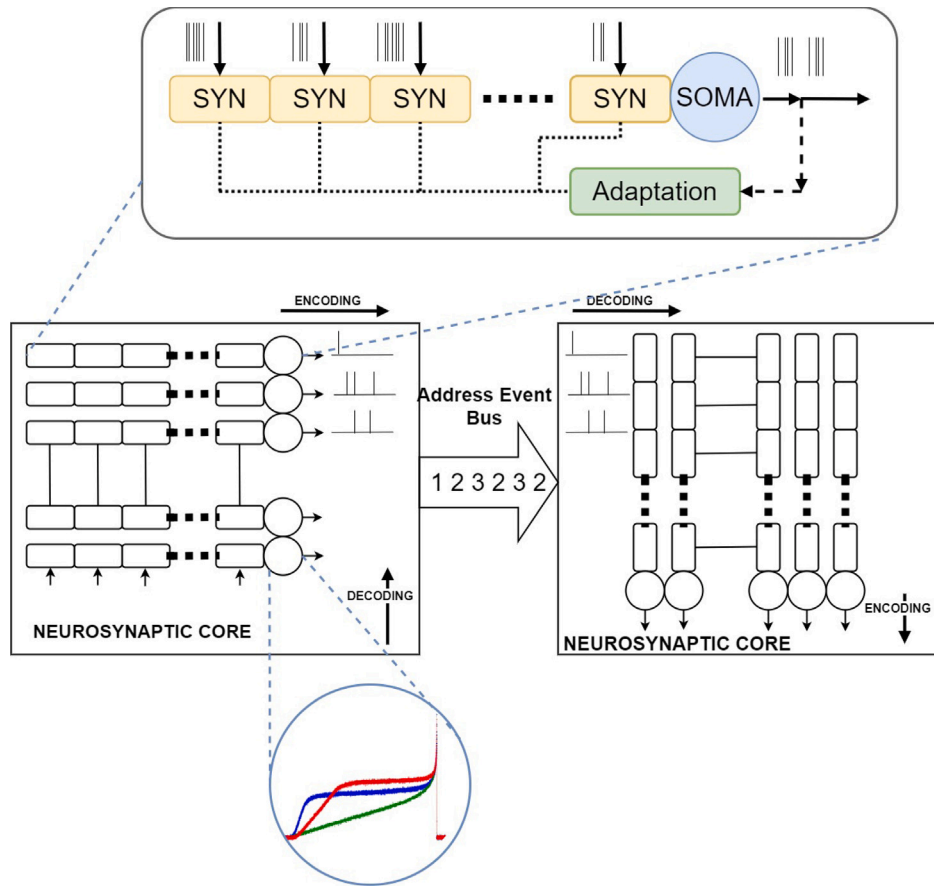 SYN SYN SYN SYN SOMA
Adaptation
ENCODING
DECODING
Address Event
Bus
1 2 3 2 3 2
DECODING
NEUROSYNAPTIC CORE
ENCODING
NEUROSYNAPTIC CORE